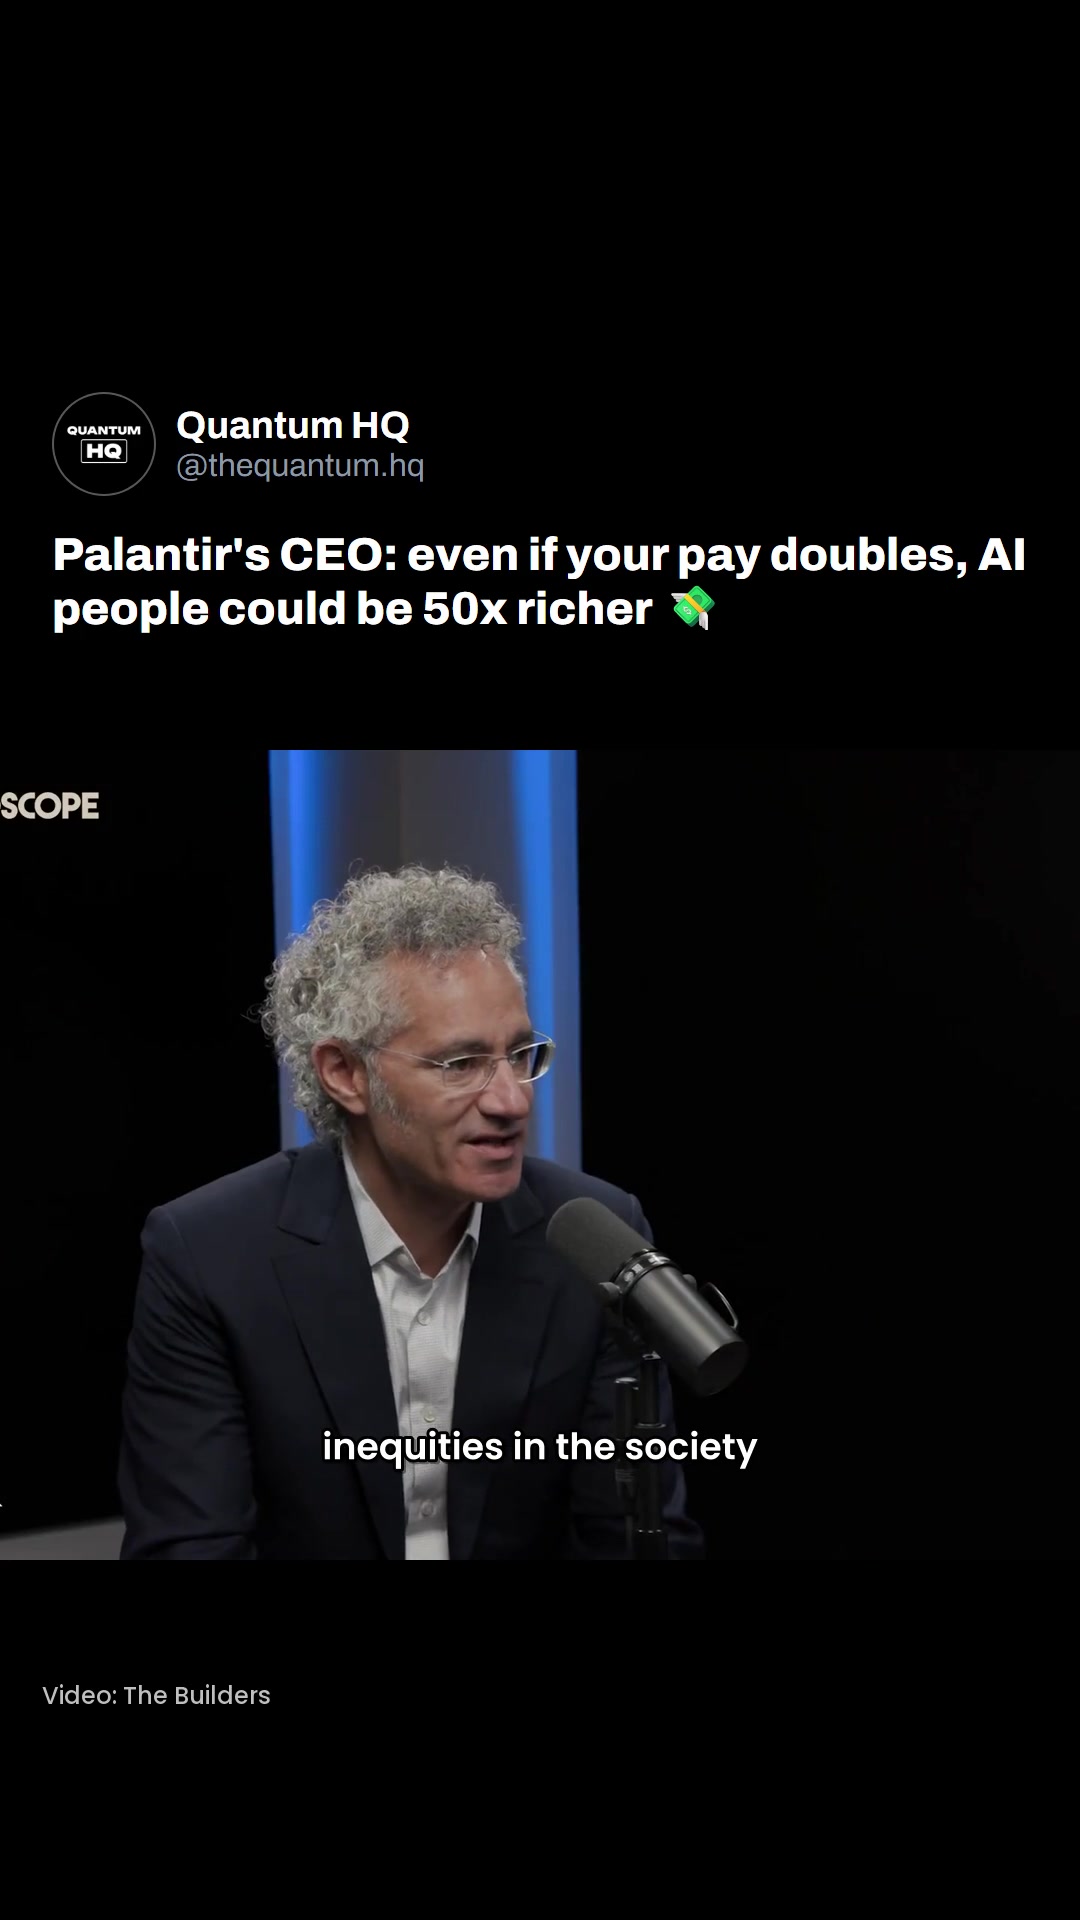 QUANTUM
HQ
Quantum HQ
@thequantum.hq
Palantir's CEO: even if your pay doubles, AI
people could be 50x richer 💸
SCOPE
inequities in the society
Video: The Builders